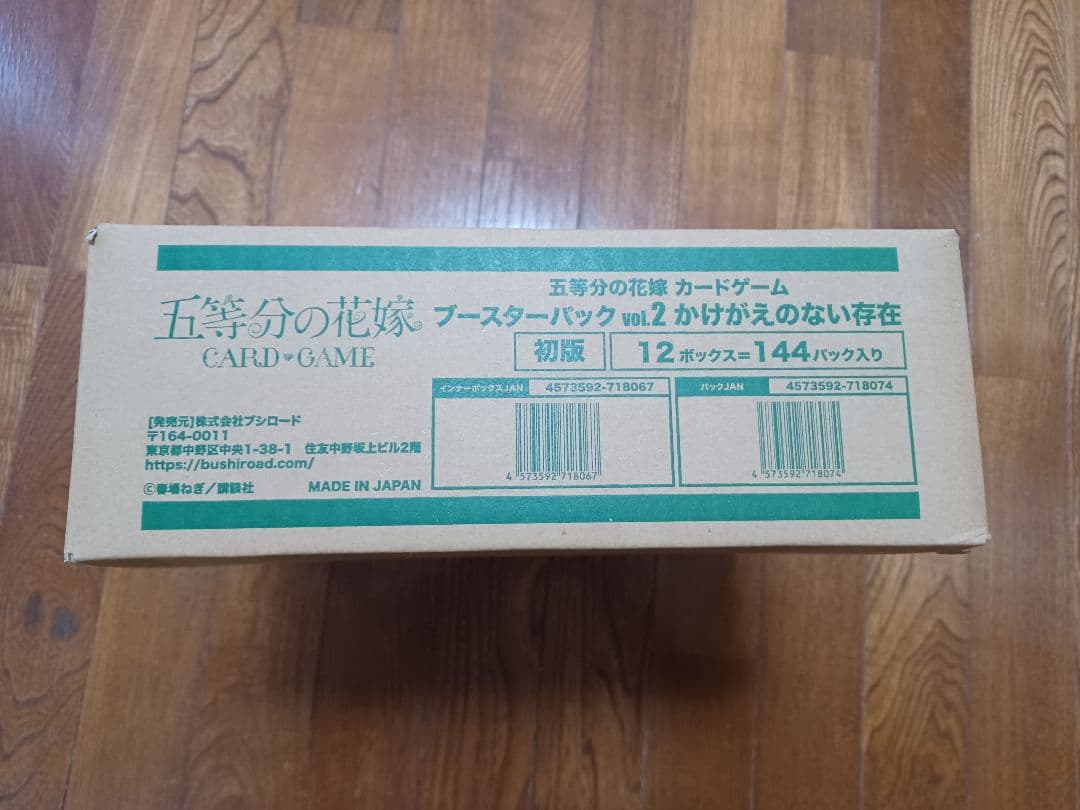 五等分の花嫁
CARD GAME
五等分の花嫁 カードゲーム
ブースターパック vol.2 かけがえのない存在
初版
12ボックス=144パック入り
インナーボックスJAN 4573592-718067
4 573592 718067
パックJAN 4573592-718074
4 573592 718074
[発売元]株式会社ブシロード
〒164-0011
東京都中野区中央1-38-1 住友中野坂上ビル2階
https://bushiroad.com/
©春場ねぎ/講談社 MADE IN JAPAN